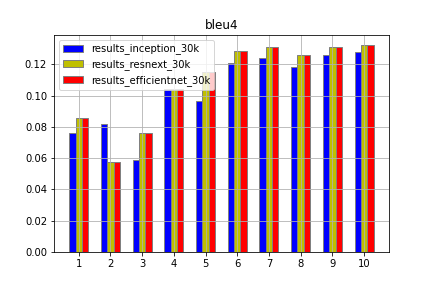 bleu4
results_inception_30k
results_resnext_30k
results_efficientnet_30k
0.12
0.10
0.08
0.06
0.04
0.02
0.00
1 2 3 4 5 6 7 8 9 10